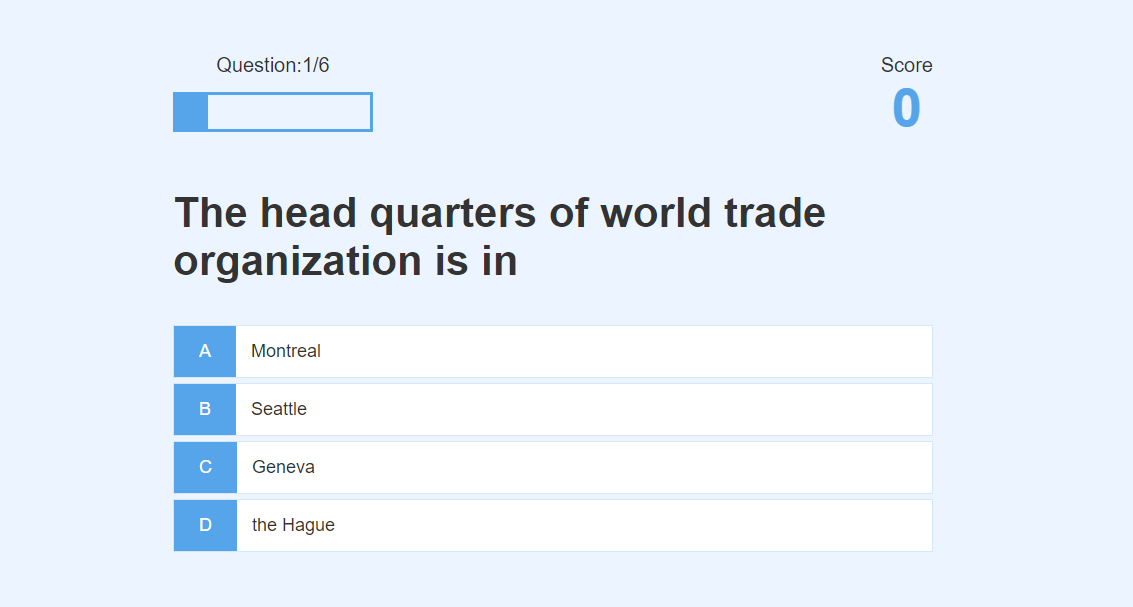 Question:1/6
Score
0
The head quarters of world trade
organization is in
A Montreal
B Seattle
C Geneva
D the Hague